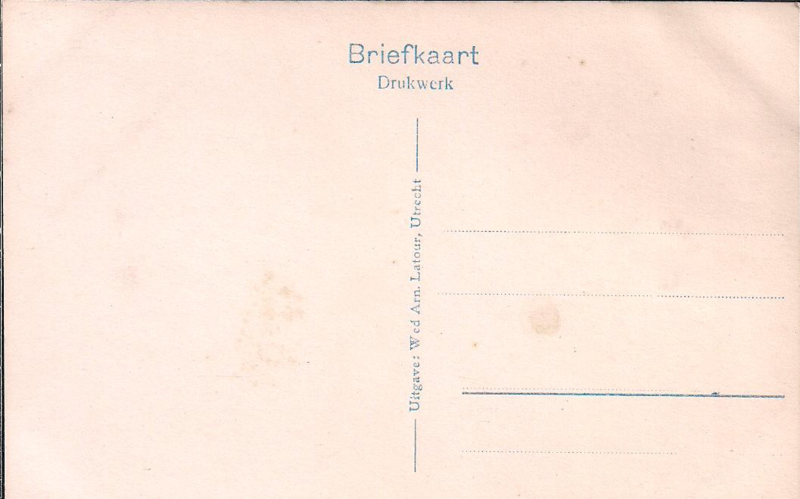 Briefkaart
Drukwerk
Uitgave: Wed Arn. Latour, Utrecht